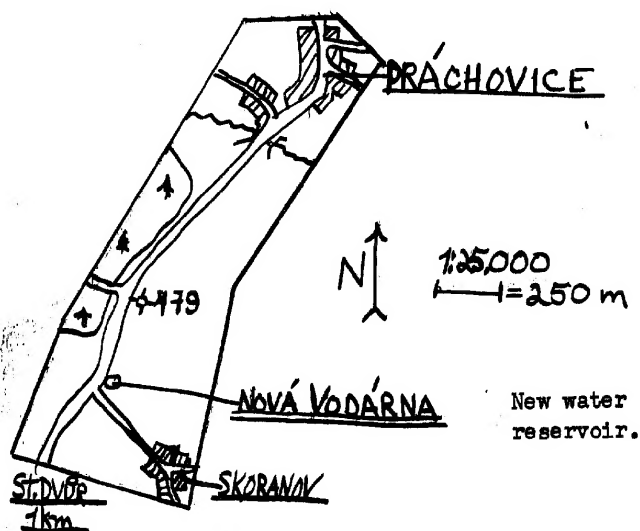 PRÁCHOVICE
N
1:25,000
=250 m
479
NOVÁ VODÁRNA
New water
reservoir.
SKORANOV
St.DVŮR
1km